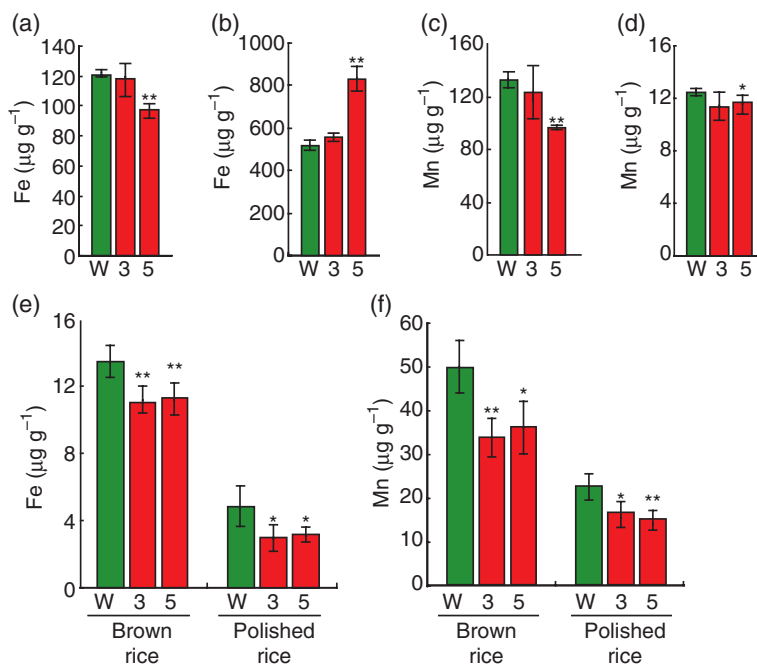 (a)
140
120
100
80
60
40
20
0
Fe (µg g⁻¹)
**
W 3 5
(b)
1000
800
600
400
200
0
Fe (µg g⁻¹)
**
W 3 5
(c)
160
120
80
40
0
Mn (µg g⁻¹)
**
W 3 5
(d)
16
12
8
4
0
Mn (µg g⁻¹)
*
W 3 5
(e)
16
12
8
4
0
Fe (µg g⁻¹)
** **
* *
W 3 5 W 3 5
Brown Polished
rice rice
(f)
60
50
40
30
20
10
0
Mn (µg g⁻¹)
** *
* **
W 3 5 W 3 5
Brown Polished
rice rice